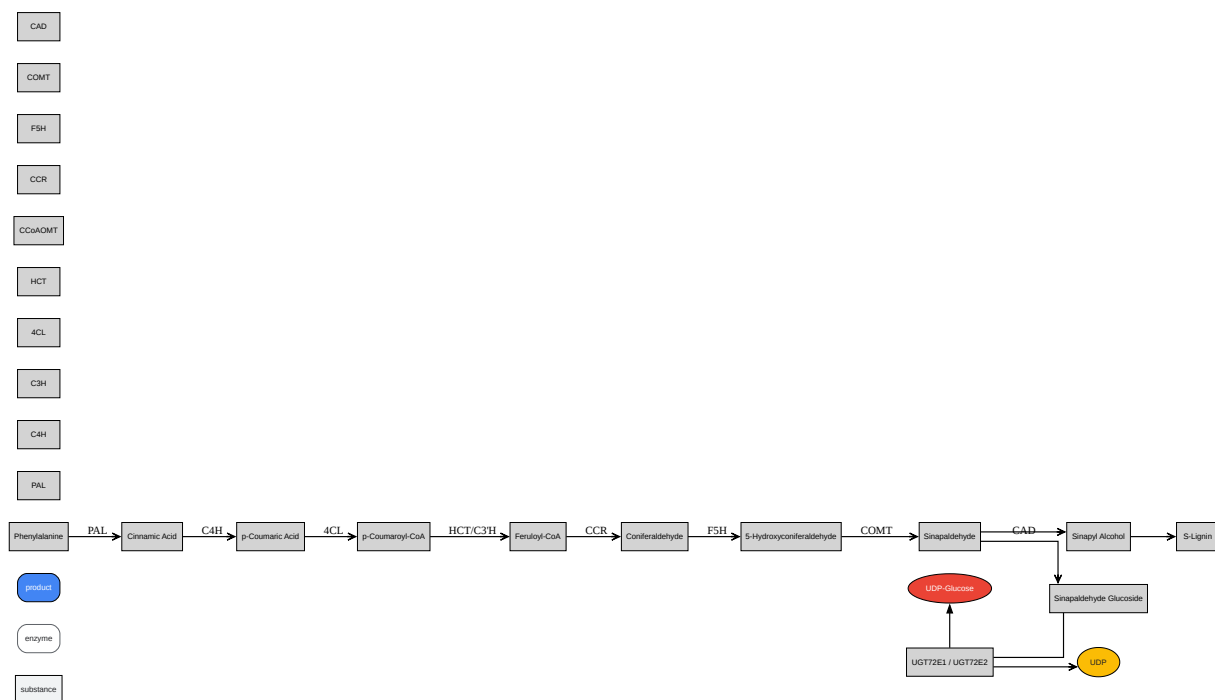 CAD
COMT
F5H
CCR
CCoAOMT
HCT
4CL
C3H
C4H
PAL
Phenylalanine PAL Cinnamic Acid C4H p-Coumaric Acid 4CL p-Coumaroyl-CoA HCT/C3'H Feruloyl-CoA CCR Coniferaldehyde F5H 5-Hydroxyconiferaldehyde COMT Sinapaldehyde CAD Sinapyl Alcohol S-Lignin
product UDP-Glucose Sinapaldehyde Glucoside
enzyme
UGT72E1 / UGT72E2 UDP
substance